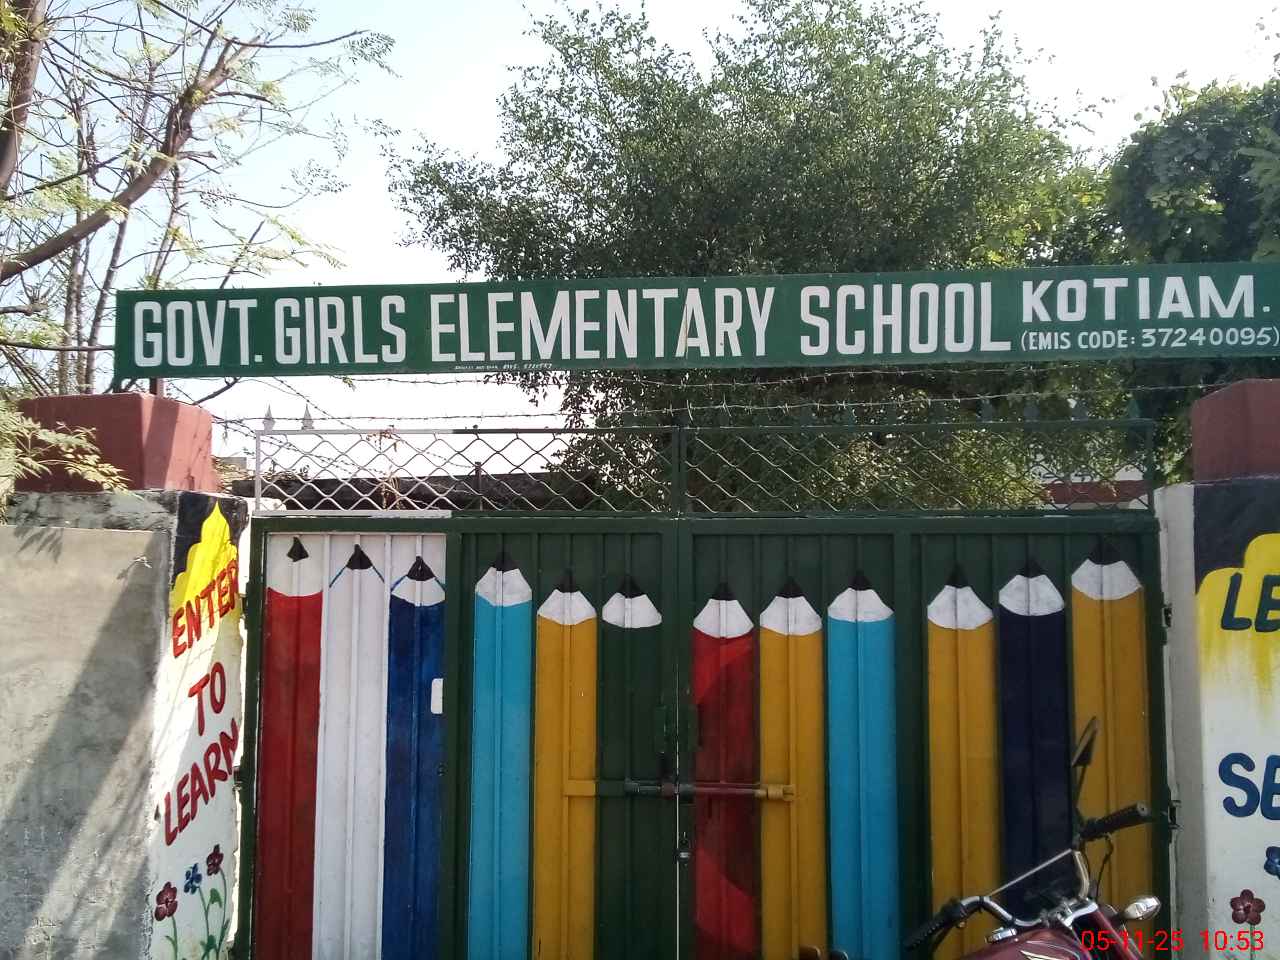 GOVT. GIRLS ELEMENTARY SCHOOL KOTIAM.
(EMIS CODE: 37240095)
ENTER
TO
LEARN
05-11-25 10:53